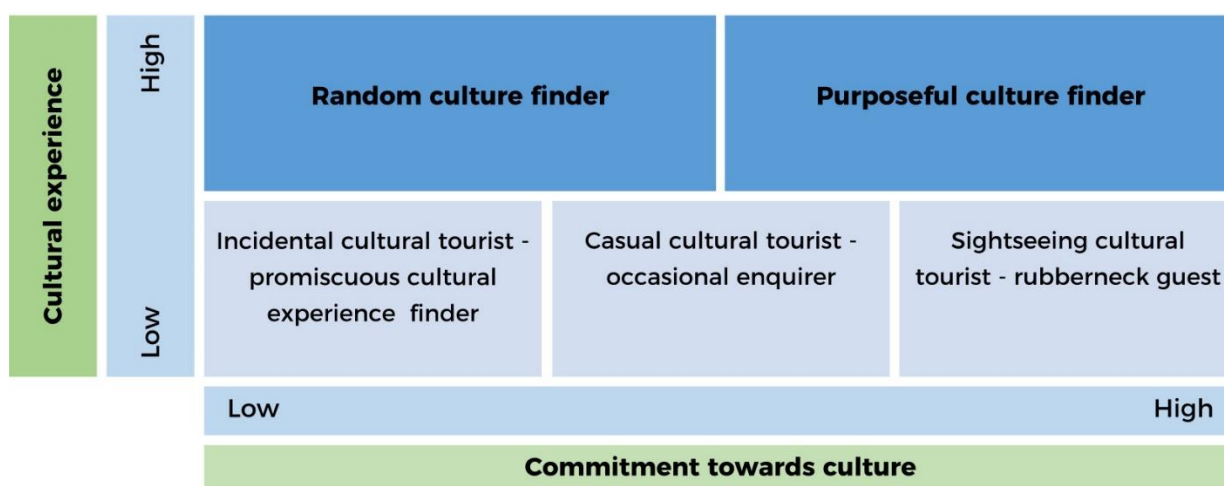 Cultural experience
High
Low
Random culture finder
Purposeful culture finder
Incidental cultural tourist -
promiscuous cultural
experience finder
Casual cultural tourist -
occasional enquirer
Sightseeing cultural
tourist - rubberneck guest
Low
High
Commitment towards culture